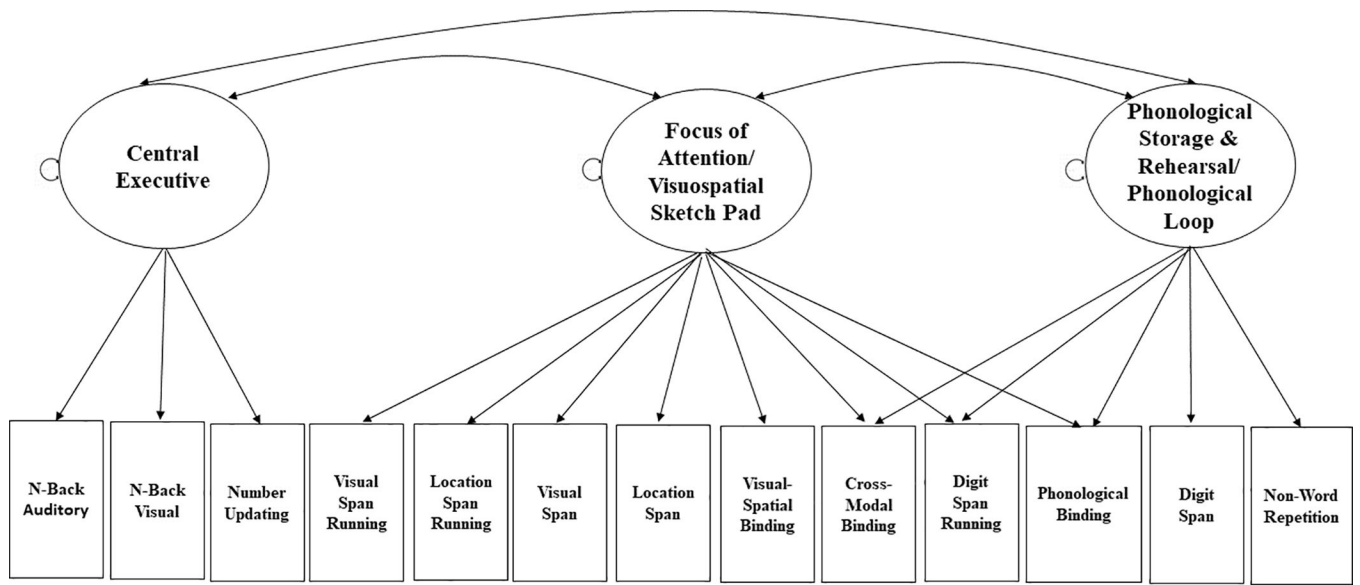 Central
Executive
Focus of
Attention/
Visuospatial
Sketch Pad
Phonological
Storage &
Rehearsal/
Phonological
Loop
N-Back
Auditory
N-Back
Visual
Number
Updating
Visual
Span
Running
Location
Span
Running
Visual
Span
Location
Span
Visual-
Spatial
Binding
Cross-
Modal
Binding
Digit
Span
Running
Phonological
Binding
Digit
Span
Non-Word
Repetition